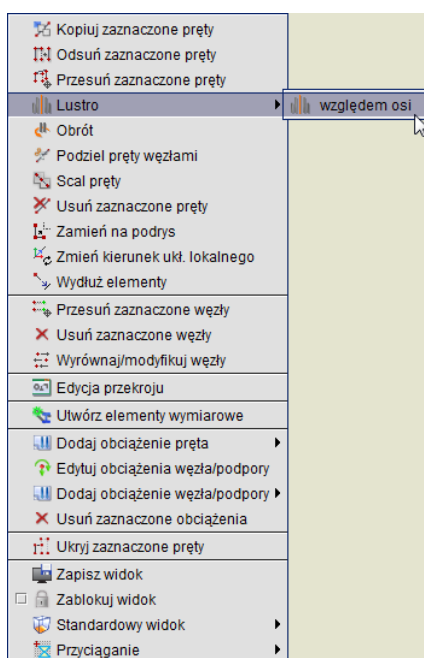 Kopiuj zaznaczone pręty
Odsuń zaznaczone pręty
Przesuń zaznaczone pręty
Lustro
względem osi
Obrót
Podziel pręty węzłami
Scal pręty
Usuń zaznaczone pręty
Zamień na podrys
Zmień kierunek ukł. lokalnego
Wydłuż elementy
Przesuń zaznaczone węzły
Usuń zaznaczone węzły
Wyrównaj/modyfikuj węzły
Edycja przekroju
Utwórz elementy wymiarowe
Dodaj obciążenie pręta
Edytuj obciążenia węzła/podpory
Dodaj obciążenie węzła/podpory
Usuń zaznaczone obciążenia
Ukryj zaznaczone pręty
Zapisz widok
Zablokuj widok
Standardowy widok
Przyciąganie